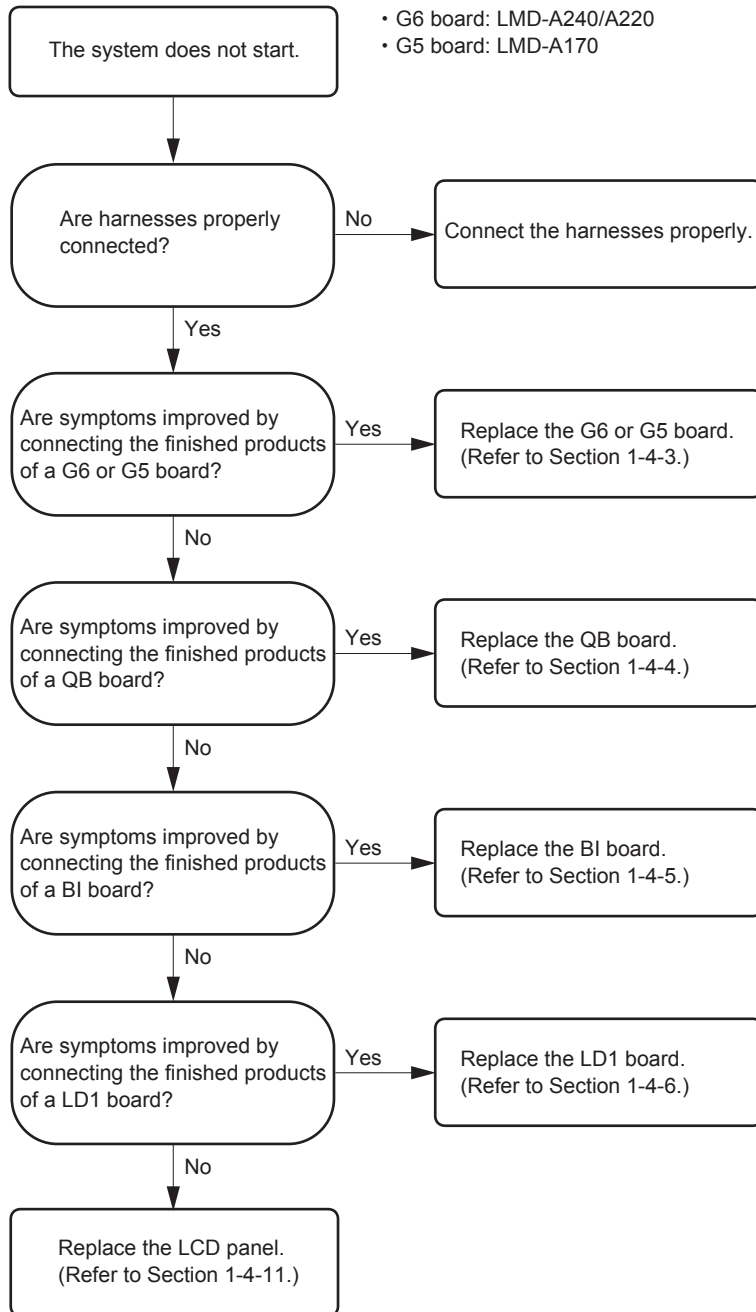 The system does not start.
・G6 board: LMD-A240/A220
・G5 board: LMD-A170
Are harnesses properly
connected?
No
Connect the harnesses properly.
Yes
Are symptoms improved by
connecting the finished products
of a G6 or G5 board?
Yes
Replace the G6 or G5 board.
(Refer to Section 1-4-3.)
No
Are symptoms improved by
connecting the finished products
of a QB board?
Yes
Replace the QB board.
(Refer to Section 1-4-4.)
No
Are symptoms improved by
connecting the finished products
of a BI board?
Yes
Replace the BI board.
(Refer to Section 1-4-5.)
No
Are symptoms improved by
connecting the finished products
of a LD1 board?
Yes
Replace the LD1 board.
(Refer to Section 1-4-6.)
No
Replace the LCD panel.
(Refer to Section 1-4-11.)